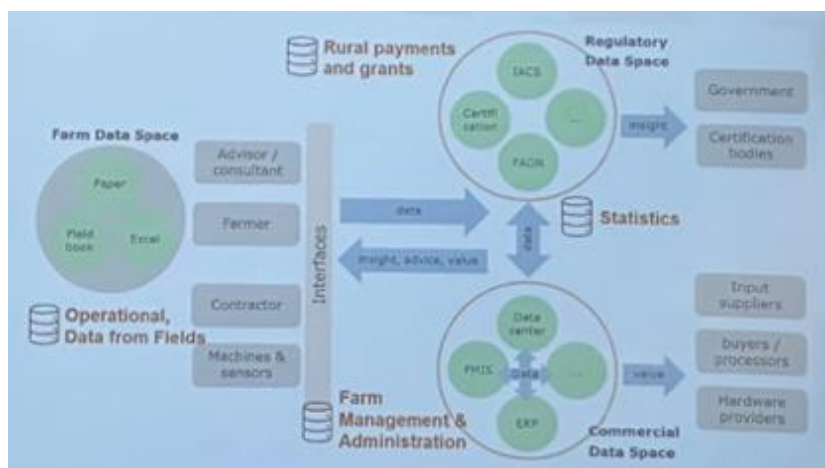 Rural payments
and grants
Regulatory
Data Space
IACS
Certifi
cation
...
FADN
insight
Government
Certification
bodies
Farm Data Space
Paper
Field
book
Excel
Advisor /
consultant
Farmer
Contractor
Machines &
sensors
Interfaces
data
insight, advice, value
data
Statistics
Operational,
Data from Fields
Farm
Management &
Administration
Data
center
FMIS
Data
...
ERP
value
Commercial
Data Space
Input
suppliers
buyers /
processors
Hardware
providers